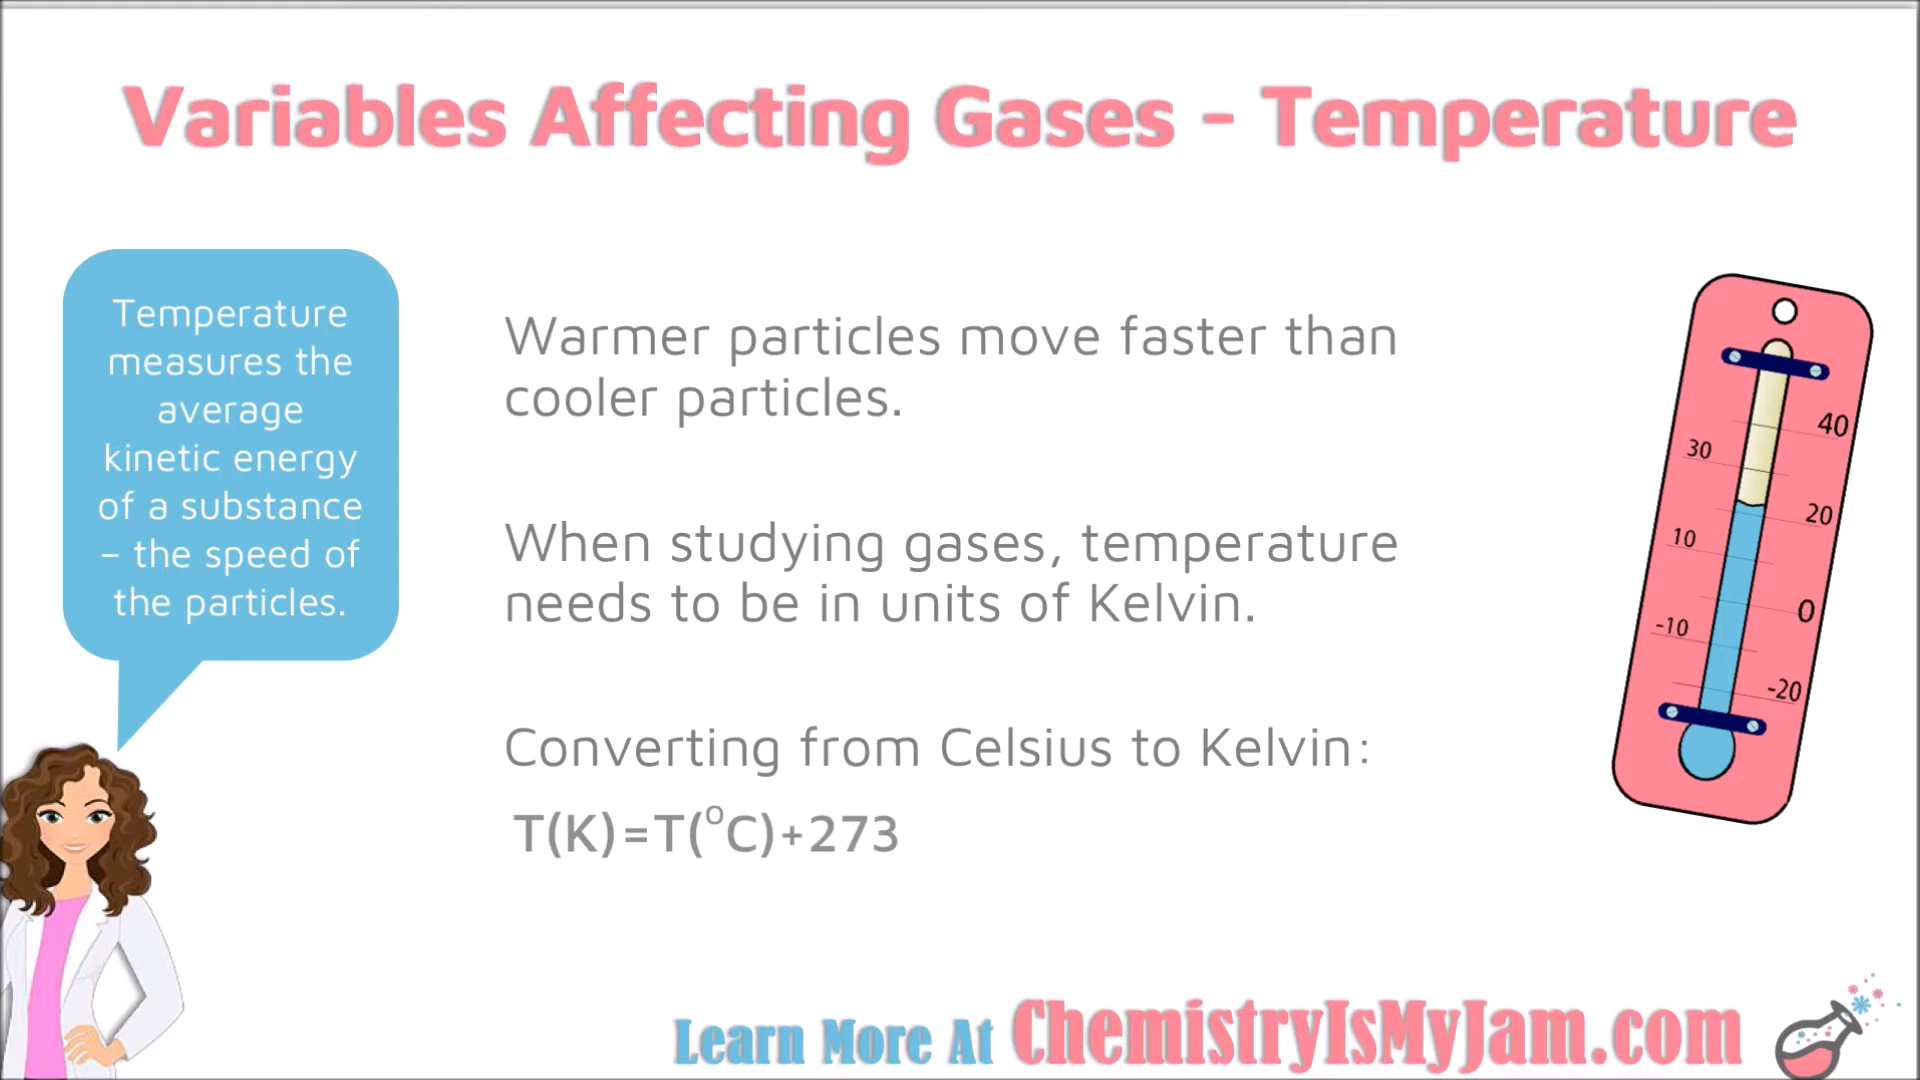 Variables Affecting Gases - Temperature
Temperature
measures the
average
kinetic energy
of a substance
– the speed of
the particles.
Warmer particles move faster than
cooler particles.
When studying gases, temperature
needs to be in units of Kelvin.
Converting from Celsius to Kelvin:
T(K)=T(°C)+273
40
30
20
10
0
-10
-20
Learn More At ChemistryIsMyJam.com